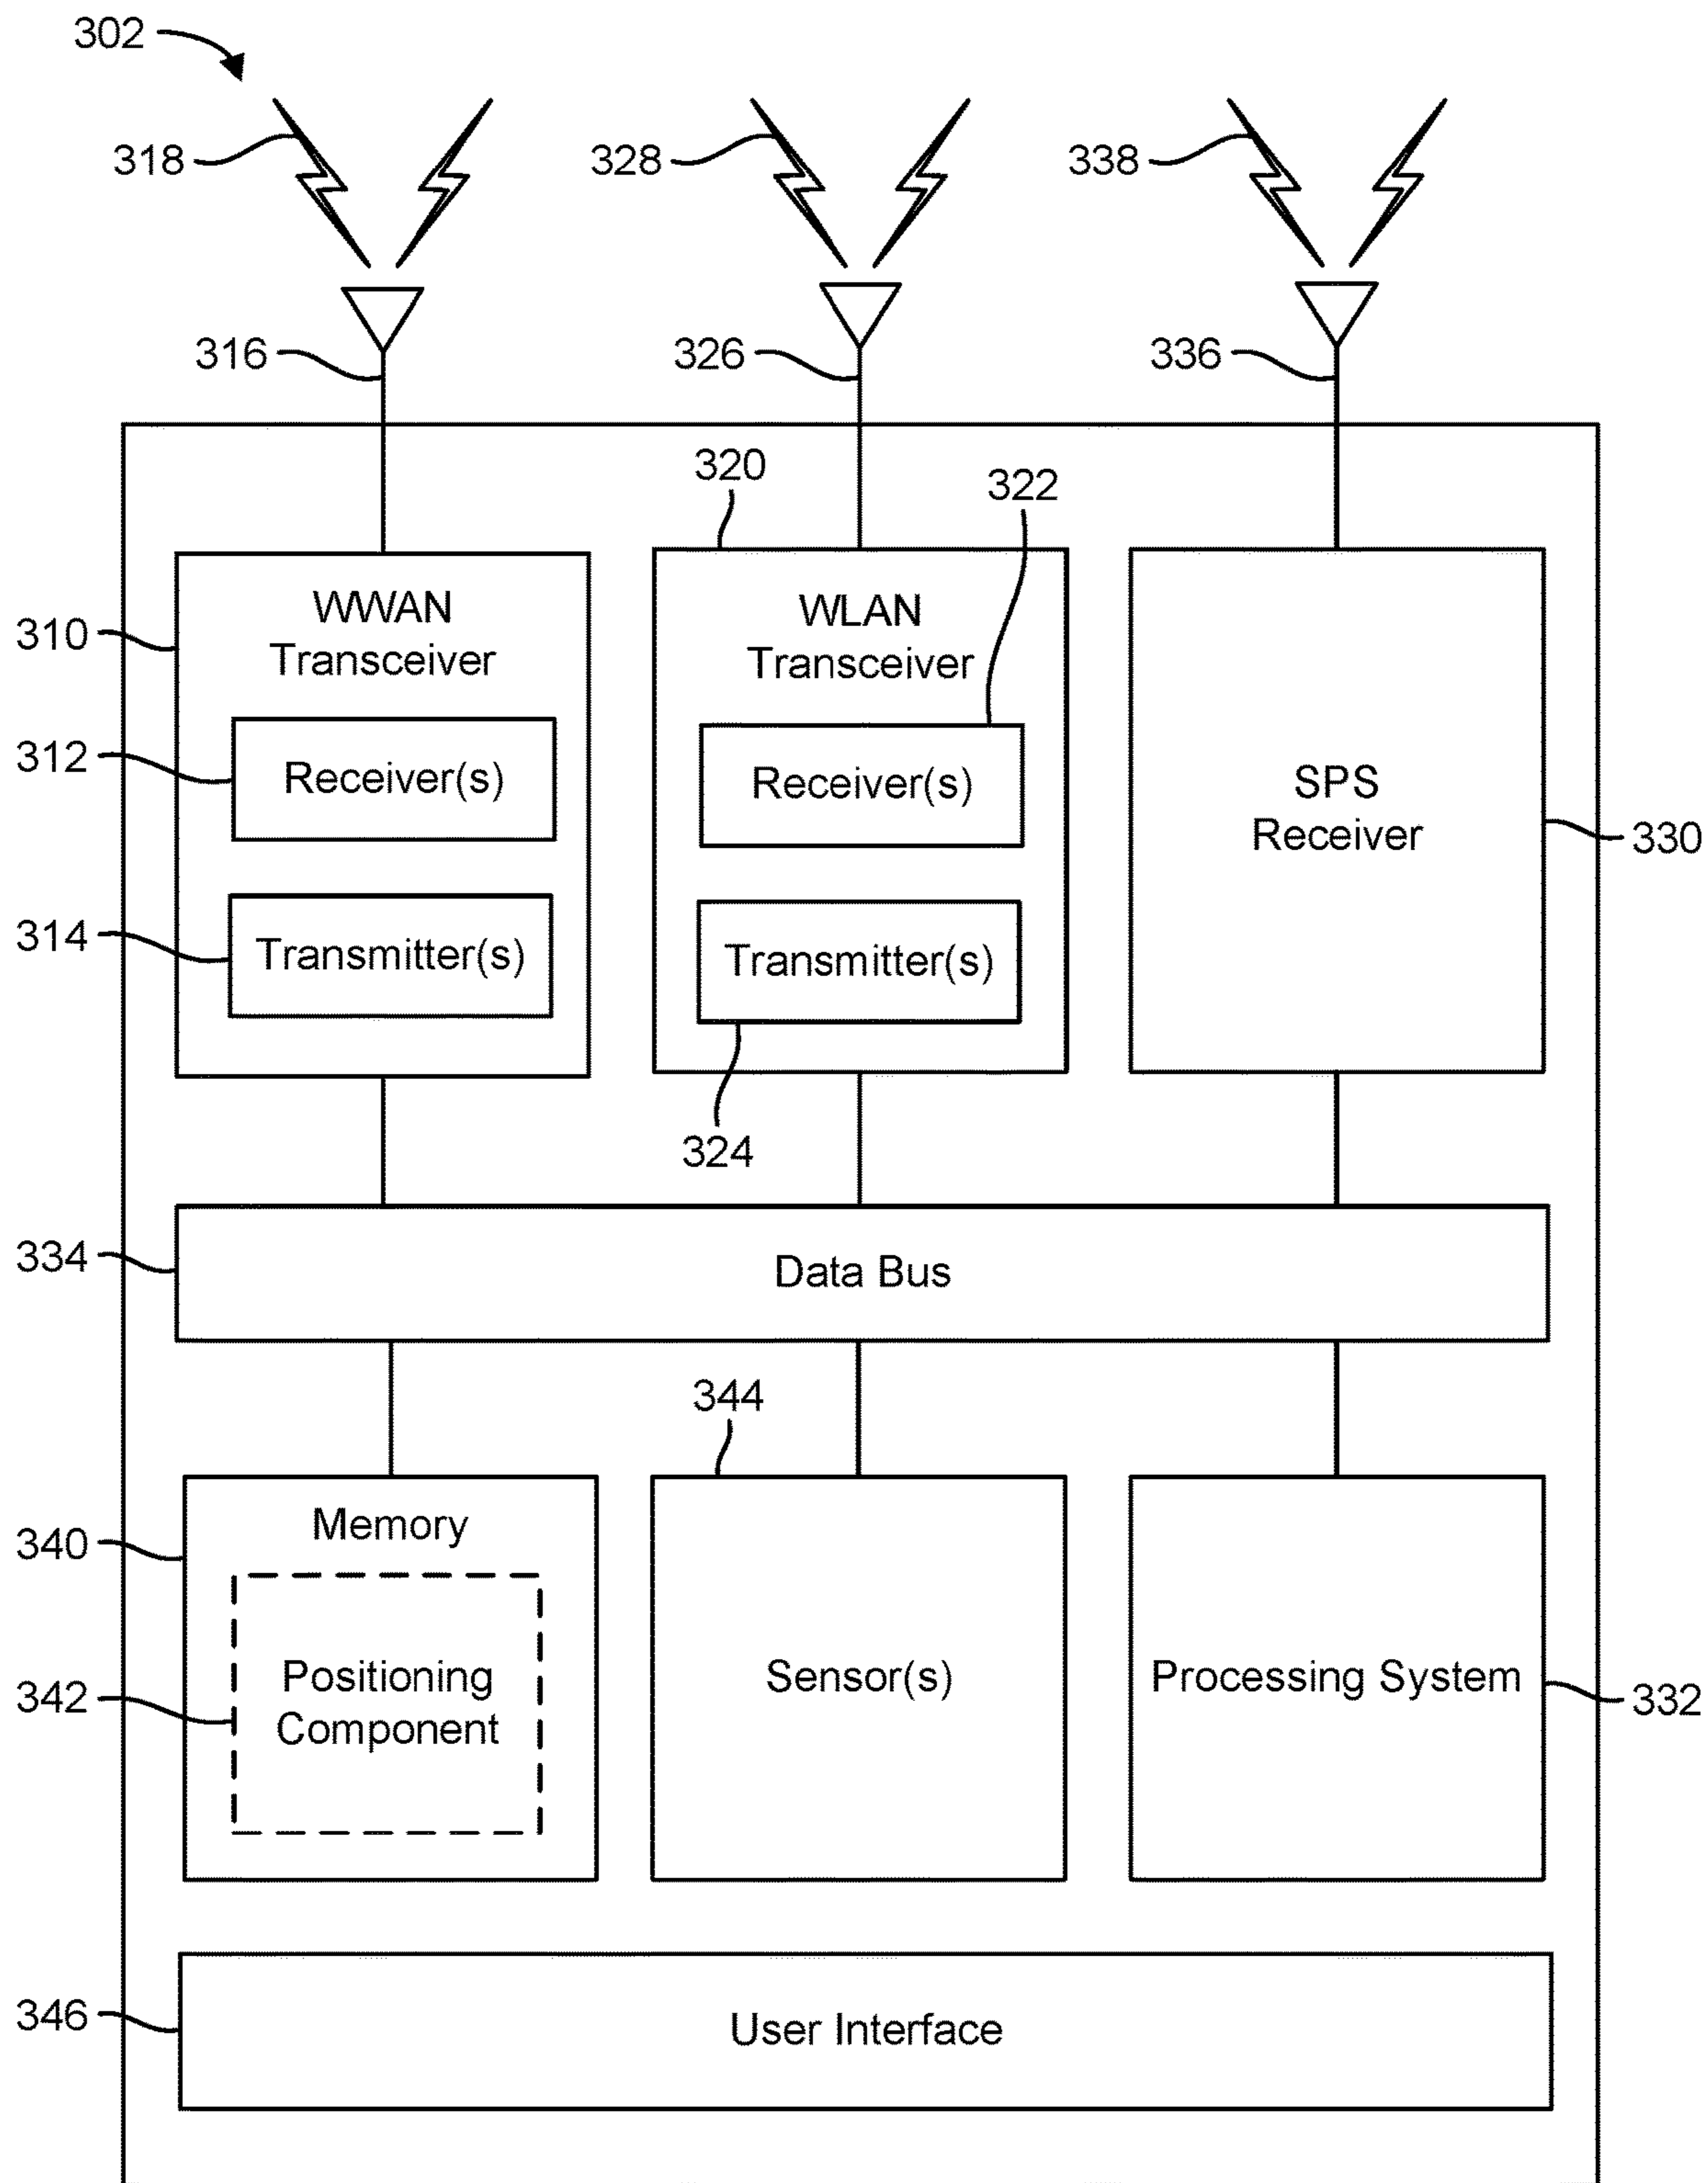 302
318
328
338
316
326
336
320
322
310
WWAN
Transceiver
WLAN
Transceiver
312
Receiver(s)
Receiver(s)
SPS
Receiver
330
314
Transmitter(s)
Transmitter(s)
324
334
Data Bus
344
340
Memory
342
Positioning
Component
Sensor(s)
Processing System
332
346
User Interface